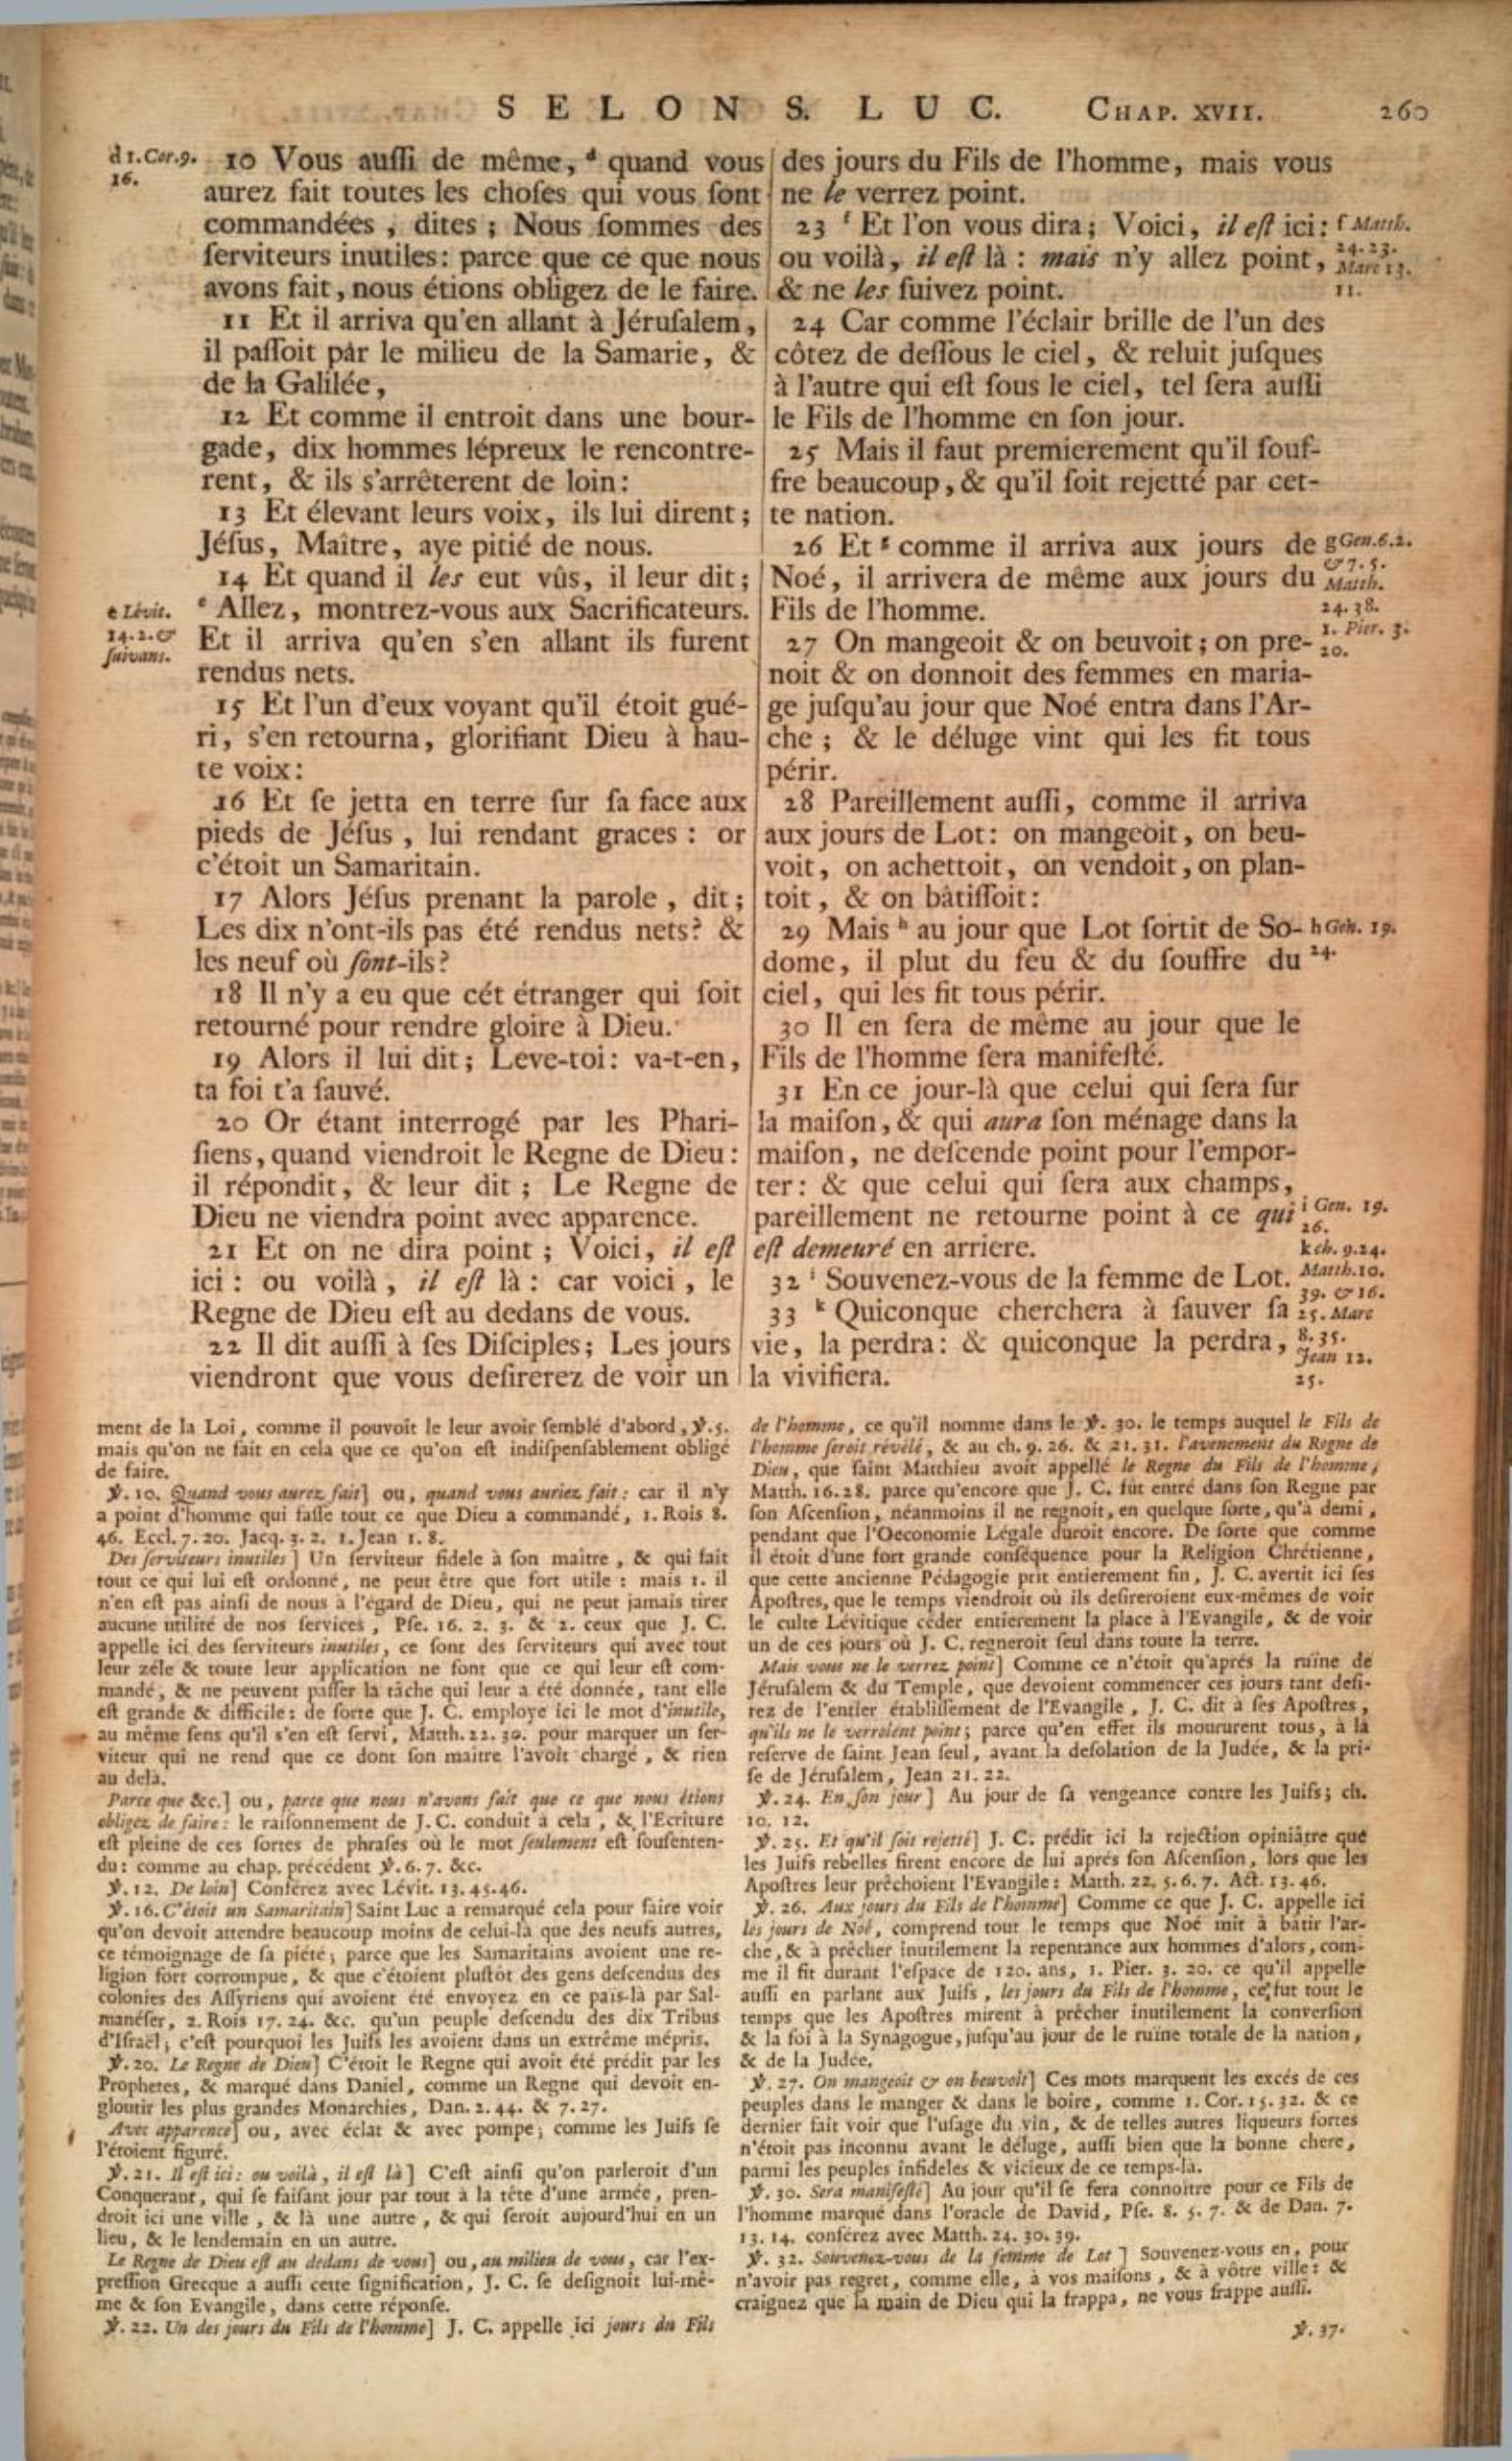 SELON S. LUC. CHAP. XVII. 260
d 1. Cor. 9.
16.
10 Vous auſſi de même, d quand vous
aurez fait toutes les choſes qui vous ſont
commandées, dites; Nous ſommes des
ſerviteurs inutiles: parce que ce que nous
avons fait, nous étions obligez de le faire.
11 Et il arriva qu'en allant à Jéruſalem,
il paſſoit par le milieu de la Samarie, &
de la Galilée,
12 Et comme il entroit dans une bour-
gade, dix hommes lépreux le rencontre-
rent, & ils s'arrêterent de loin:
13 Et élevant leurs voix, ils lui dirent;
Jéſus, Maître, aye pitié de nous.
14 Et quand il les eut vûs, il leur dit;
e Allez, montrez-vous aux Sacrificateurs.
Et il arriva qu'en s'en allant ils furent
rendus nets.
e Lévit.
14. 2. &
ſuivans.
15 Et l'un d'eux voyant qu'il étoit gué-
ri, s'en retourna, glorifiant Dieu à hau-
te voix:
16 Et ſe jetta en terre ſur ſa face aux
pieds de Jéſus, lui rendant graces: or
c'étoit un Samaritain.
17 Alors Jéſus prenant la parole, dit;
Les dix n'ont-ils pas été rendus nets? &
les neuf où ſont-ils?
18 Il n'y a eu que cét étranger qui ſoit
retourné pour rendre gloire à Dieu.
19 Alors il lui dit; Leve-toi: va-t-en,
ta foi t'a ſauvé.
20 Or étant interrogé par les Phari-
ſiens, quand viendroit le Regne de Dieu:
il répondit, & leur dit; Le Regne de
Dieu ne viendra point avec apparence.
21 Et on ne dira point; Voici, il eſt
ici: ou voilà, il eſt là: car voici, le
Regne de Dieu eſt au dedans de vous.
22 Il dit auſſi à ſes Diſciples; Les jours
viendront que vous deſirerez de voir un
des jours du Fils de l'homme, mais vous
ne le verrez point.
23 f Et l'on vous dira; Voici, il eſt ici:
ou voilà, il eſt là: mais n'y allez point,
& ne les ſuivez point.
f Matth.
24. 23.
Marc 13.
11.
24 Car comme l'éclair brille de l'un des
côtez de deſſous le ciel, & reluit juſques
à l'autre qui eſt ſous le ciel, tel ſera auſſi
le Fils de l'homme en ſon jour.
25 Mais il faut premierement qu'il ſouf-
fre beaucoup, & qu'il ſoit rejetté par cet-
te nation.
26 Et g comme il arriva aux jours de
Noé, il arrivera de même aux jours du
Fils de l'homme.
g Gen. 6. 2.
& 7. 5.
Matth.
24. 38.
1. Pier. 3.
20.
27 On mangeoit & on beuvoit; on pre-
noit & on donnoit des femmes en maria-
ge juſqu'au jour que Noé entra dans l'Ar-
che; & le déluge vint qui les fit tous
périr.
28 Pareillement auſſi, comme il arriva
aux jours de Lot: on mangeoit, on beu-
voit, on achettoit, on vendoit, on plan-
toit, & on bâtiſſoit:
29 Mais h au jour que Lot ſortit de So-
dome, il plut du feu & du ſouffre du
ciel, qui les fit tous périr.
h Gen. 19.
24.
30 Il en ſera de même au jour que le
Fils de l'homme ſera manifeſté.
31 En ce jour-là que celui qui ſera ſur
la maiſon, & qui aura ſon ménage dans la
maiſon, ne deſcende point pour l'empor-
ter: & que celui qui ſera aux champs,
pareillement ne retourne point à ce qui
eſt demeuré en arriere.
32 i Souvenez-vous de la femme de Lot.
33 k Quiconque cherchera à ſauver ſa
vie, la perdra: & quiconque la perdra,
la vivifiera.
i Gen. 19.
26.
k ch. 9. 24.
Matth. 10.
39. & 16.
25. Marc
8. 35.
Jean 12.
25.
ment de la Loi, comme il pouvoit le leur avoir ſemblé d'abord, ℣. 5.
mais qu'on ne fait en cela que ce qu'on eſt indiſpenſablement obligé
de faire.
℣. 10. Quand vous aurez fait] ou, quand vous auriez fait: car il n'y
a point d'homme qui faſſe tout ce que Dieu a commandé, 1. Rois 8.
46. Eccl. 7. 20. Jacq. 3. 2. 1. Jean 1. 8.
Des ſerviteurs inutiles] Un ſerviteur fidele à ſon maitre, & qui fait
tout ce qui lui eſt ordonné, ne peut être que fort utile: mais 1. il
n'en eſt pas ainſi de nous à l'égard de Dieu, qui ne peut jamais tirer
aucune utilité de nos ſervices, Pſe. 16. 2. 3. & 2. ceux que J. C.
appelle ici des ſerviteurs inutiles, ce ſont des ſerviteurs qui avec tout
leur zéle & toute leur application ne font que ce qui leur eſt com-
mandé, & ne peuvent paſſer la tâche qui leur a été donnée, tant elle
eſt grande & difficile: de ſorte que J. C. employe ici le mot d'inutile,
au même ſens qu'il s'en eſt ſervi, Matth. 22. 30. pour marquer un ſer-
viteur qui ne rend que ce dont ſon maitre l'avoit chargé, & rien
au delà.
Parce que &c.] ou, parce que nous n'avons fait que ce que nous étions
obligez de faire: le raiſonnement de J. C. conduit à cela, & l'Ecriture
eſt pleine de ces ſortes de phraſes où le mot ſeulement eſt ſouſenten-
du: comme au chap. précédent ℣. 6. 7. &c.
℣. 12. De loin] Conférez avec Lévit. 13. 45. 46.
℣. 16. C'étoit un Samaritain] Saint Luc a remarqué cela pour faire voir
qu'on devoit attendre beaucoup moins de celui-là que des neufs autres,
ce témoignage de ſa piété; parce que les Samaritains avoient une re-
ligion fort corrompue, & que c'étoient pluſtôt des gens deſcendus des
colonies des Aſſyriens qui avoient été envoyez en ce païs-là par Sal-
manéſer, 2. Rois 17. 24. &c. qu'un peuple deſcendu des dix Tribus
d'Iſraël; c'eſt pourquoi les Juifs les avoient dans un extrême mépris.
℣. 20. Le Regne de Dieu] C'étoit le Regne qui avoit été prédit par les
Prophetes, & marqué dans Daniel, comme un Regne qui devoit en-
gloutir les plus grandes Monarchies, Dan. 2. 44. & 7. 27.
Avec apparence] ou, avec éclat & avec pompe; comme les Juifs ſe
l'étoient figuré.
℣. 21. Il eſt ici: ou voilà, il eſt là] C'eſt ainſi qu'on parleroit d'un
Conquerant, qui ſe faiſant jour par tout à la tête d'une armée, pren-
droit ici une ville, & là une autre, & qui ſeroit aujourd'hui en un
lieu, & le lendemain en un autre.
Le Regne de Dieu eſt au dedans de vous] ou, au milieu de vous, car l'ex-
preſſion Grecque a auſſi cette ſignification, J. C. ſe deſignoit lui-mê-
me & ſon Evangile, dans cette réponſe.
℣. 22. Un des jours du Fils de l'homme] J. C. appelle ici jours du Fils
de l'homme, ce qu'il nomme dans le ℣. 30. le temps auquel le Fils de
l'homme ſeroit révélé, & au ch. 9. 26. & 21. 31. l'avenement du Regne de
Dieu, que ſaint Matthieu avoit appellé le Regne du Fils de l'homme,
Matth. 16. 28. parce qu'encore que J. C. fût entré dans ſon Regne par
ſon Aſcenſion, néanmoins il ne regnoit, en quelque ſorte, qu'à demi,
pendant que l'Oeconomie Légale duroit encore. De ſorte que comme
il étoit d'une fort grande conſéquence pour la Religion Chrétienne,
que cette ancienne Pédagogie prit entierement fin, J. C. avertit ici ſes
Apoſtres, que le temps viendroit où ils deſireroient eux-mêmes de voir
le culte Lévitique céder entierement la place à l'Evangile, & de voir
un de ces jours où J. C. regneroit ſeul dans toute la terre.
Mais vous ne le verrez point] Comme ce n'étoit qu'aprés la ruïne de
Jéruſalem & du Temple, que devoient commencer ces jours tant deſi-
rez de l'entier établiſſement de l'Evangile, J. C. dit à ſes Apoſtres,
qu'ils ne le verroient point; parce qu'en effet ils moururent tous, à la
reſerve de ſaint Jean ſeul, avant la deſolation de la Judée, & la pri-
ſe de Jéruſalem, Jean 21. 22.
℣. 24. En ſon jour] Au jour de ſa vengeance contre les Juifs; ch.
10. 12.
℣. 25. Et qu'il ſoit rejetté] J. C. prédit ici la rejection opiniâtre que
les Juifs rebelles firent encore de lui aprés ſon Aſcenſion, lors que les
Apoſtres leur prêchoient l'Evangile: Matth. 22. 5. 6. 7. Act. 13. 46.
℣. 26. Aux jours du Fils de l'homme] Comme ce que J. C. appelle ici
les jours de Noé, comprend tout le temps que Noé mit à bâtir l'ar-
che, & à prêcher inutilement la repentance aux hommes d'alors, com-
me il fit durant l'eſpace de 120. ans, 1. Pier. 3. 20. ce qu'il appelle
auſſi en parlant aux Juifs, les jours du Fils de l'homme, ce fut tout le
temps que les Apoſtres mirent à prêcher inutilement la converſion
& la foi à la Synagogue, juſqu'au jour de le ruïne totale de la nation,
& de la Judée.
℣. 27. On mangeoit & on beuvoit] Ces mots marquent les excés de ces
peuples dans le manger & dans le boire, comme 1. Cor. 15. 32. & ce
dernier fait voir que l'uſage du vin, & de telles autres liqueurs fortes
n'étoit pas inconnu avant le déluge, auſſi bien que la bonne chere,
parmi les peuples infideles & vicieux de ce temps-là.
℣. 30. Sera manifeſté] Au jour qu'il ſe fera connoitre pour ce Fils de
l'homme marqué dans l'oracle de David, Pſe. 8. 5. 7. & de Dan. 7.
13. 14. conférez avec Matth. 24. 30. 39.
℣. 32. Souvenez-vous de la femme de Lot] Souvenez-vous en, pour
n'avoir pas regret, comme elle, à vos maiſons, & à vôtre ville: &
craignez que la main de Dieu qui la frappa, ne vous frappe auſſi.
℣. 37.